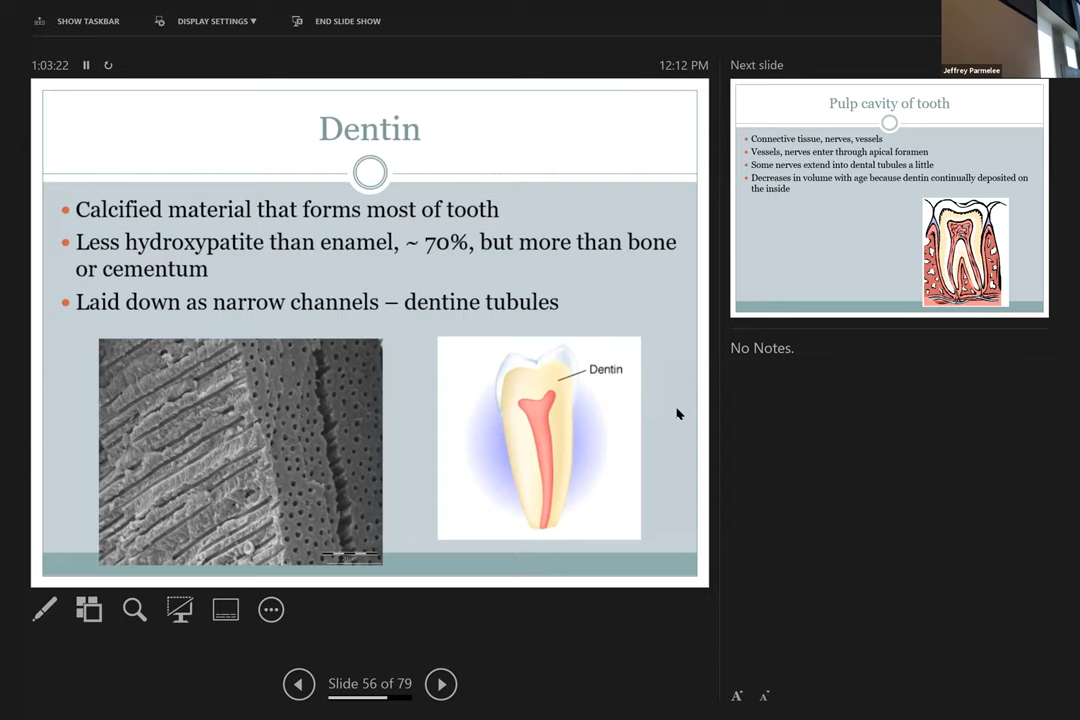 SHOW TASKBAR
DISPLAY SETTINGS ▼
END SLIDE SHOW
Jeffrey Parmelee
1:03:22
12:12 PM
Next slide
Dentin
• Calcified material that forms most of tooth
• Less hydroxypatite than enamel, ~ 70%, but more than bone
or cementum
• Laid down as narrow channels – dentine tubules
Dentin
Pulp cavity of tooth
• Connective tissue, nerves, vessels
• Vessels, nerves enter through apical foramen
• Some nerves extend into dental tubules a little
• Decreases in volume with age because dentin continually deposited on
the inside
No Notes.
Slide 56 of 79
A A